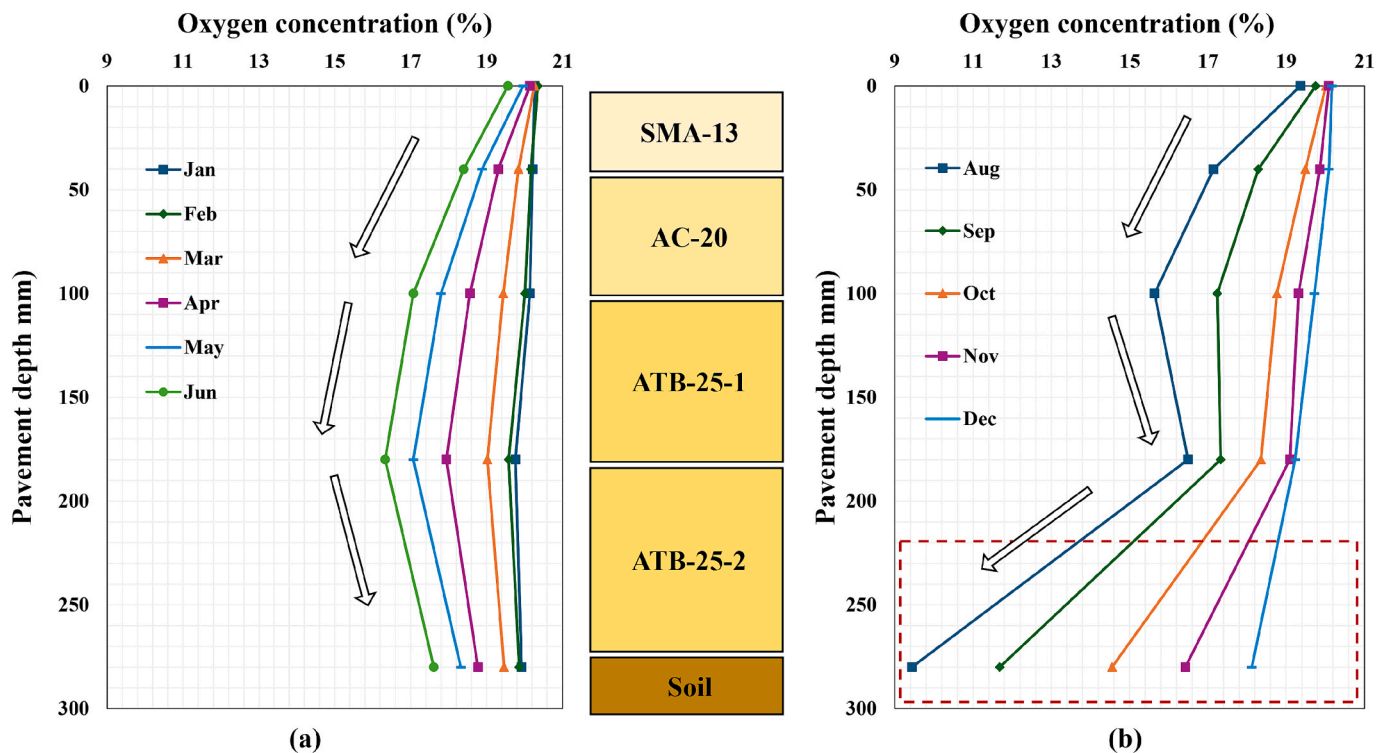 Oxygen concentration (%)
9 11 13 15 17 19 21
Pavement depth mm)
0
50
100
150
200
250
300
Jan
Feb
Mar
Apr
May
Jun
(a)
SMA-13
AC-20
ATB-25-1
ATB-25-2
Soil
Oxygen concentration (%)
9 11 13 15 17 19 21
Pavement depth mm)
0
50
100
150
200
250
300
Aug
Sep
Oct
Nov
Dec
(b)